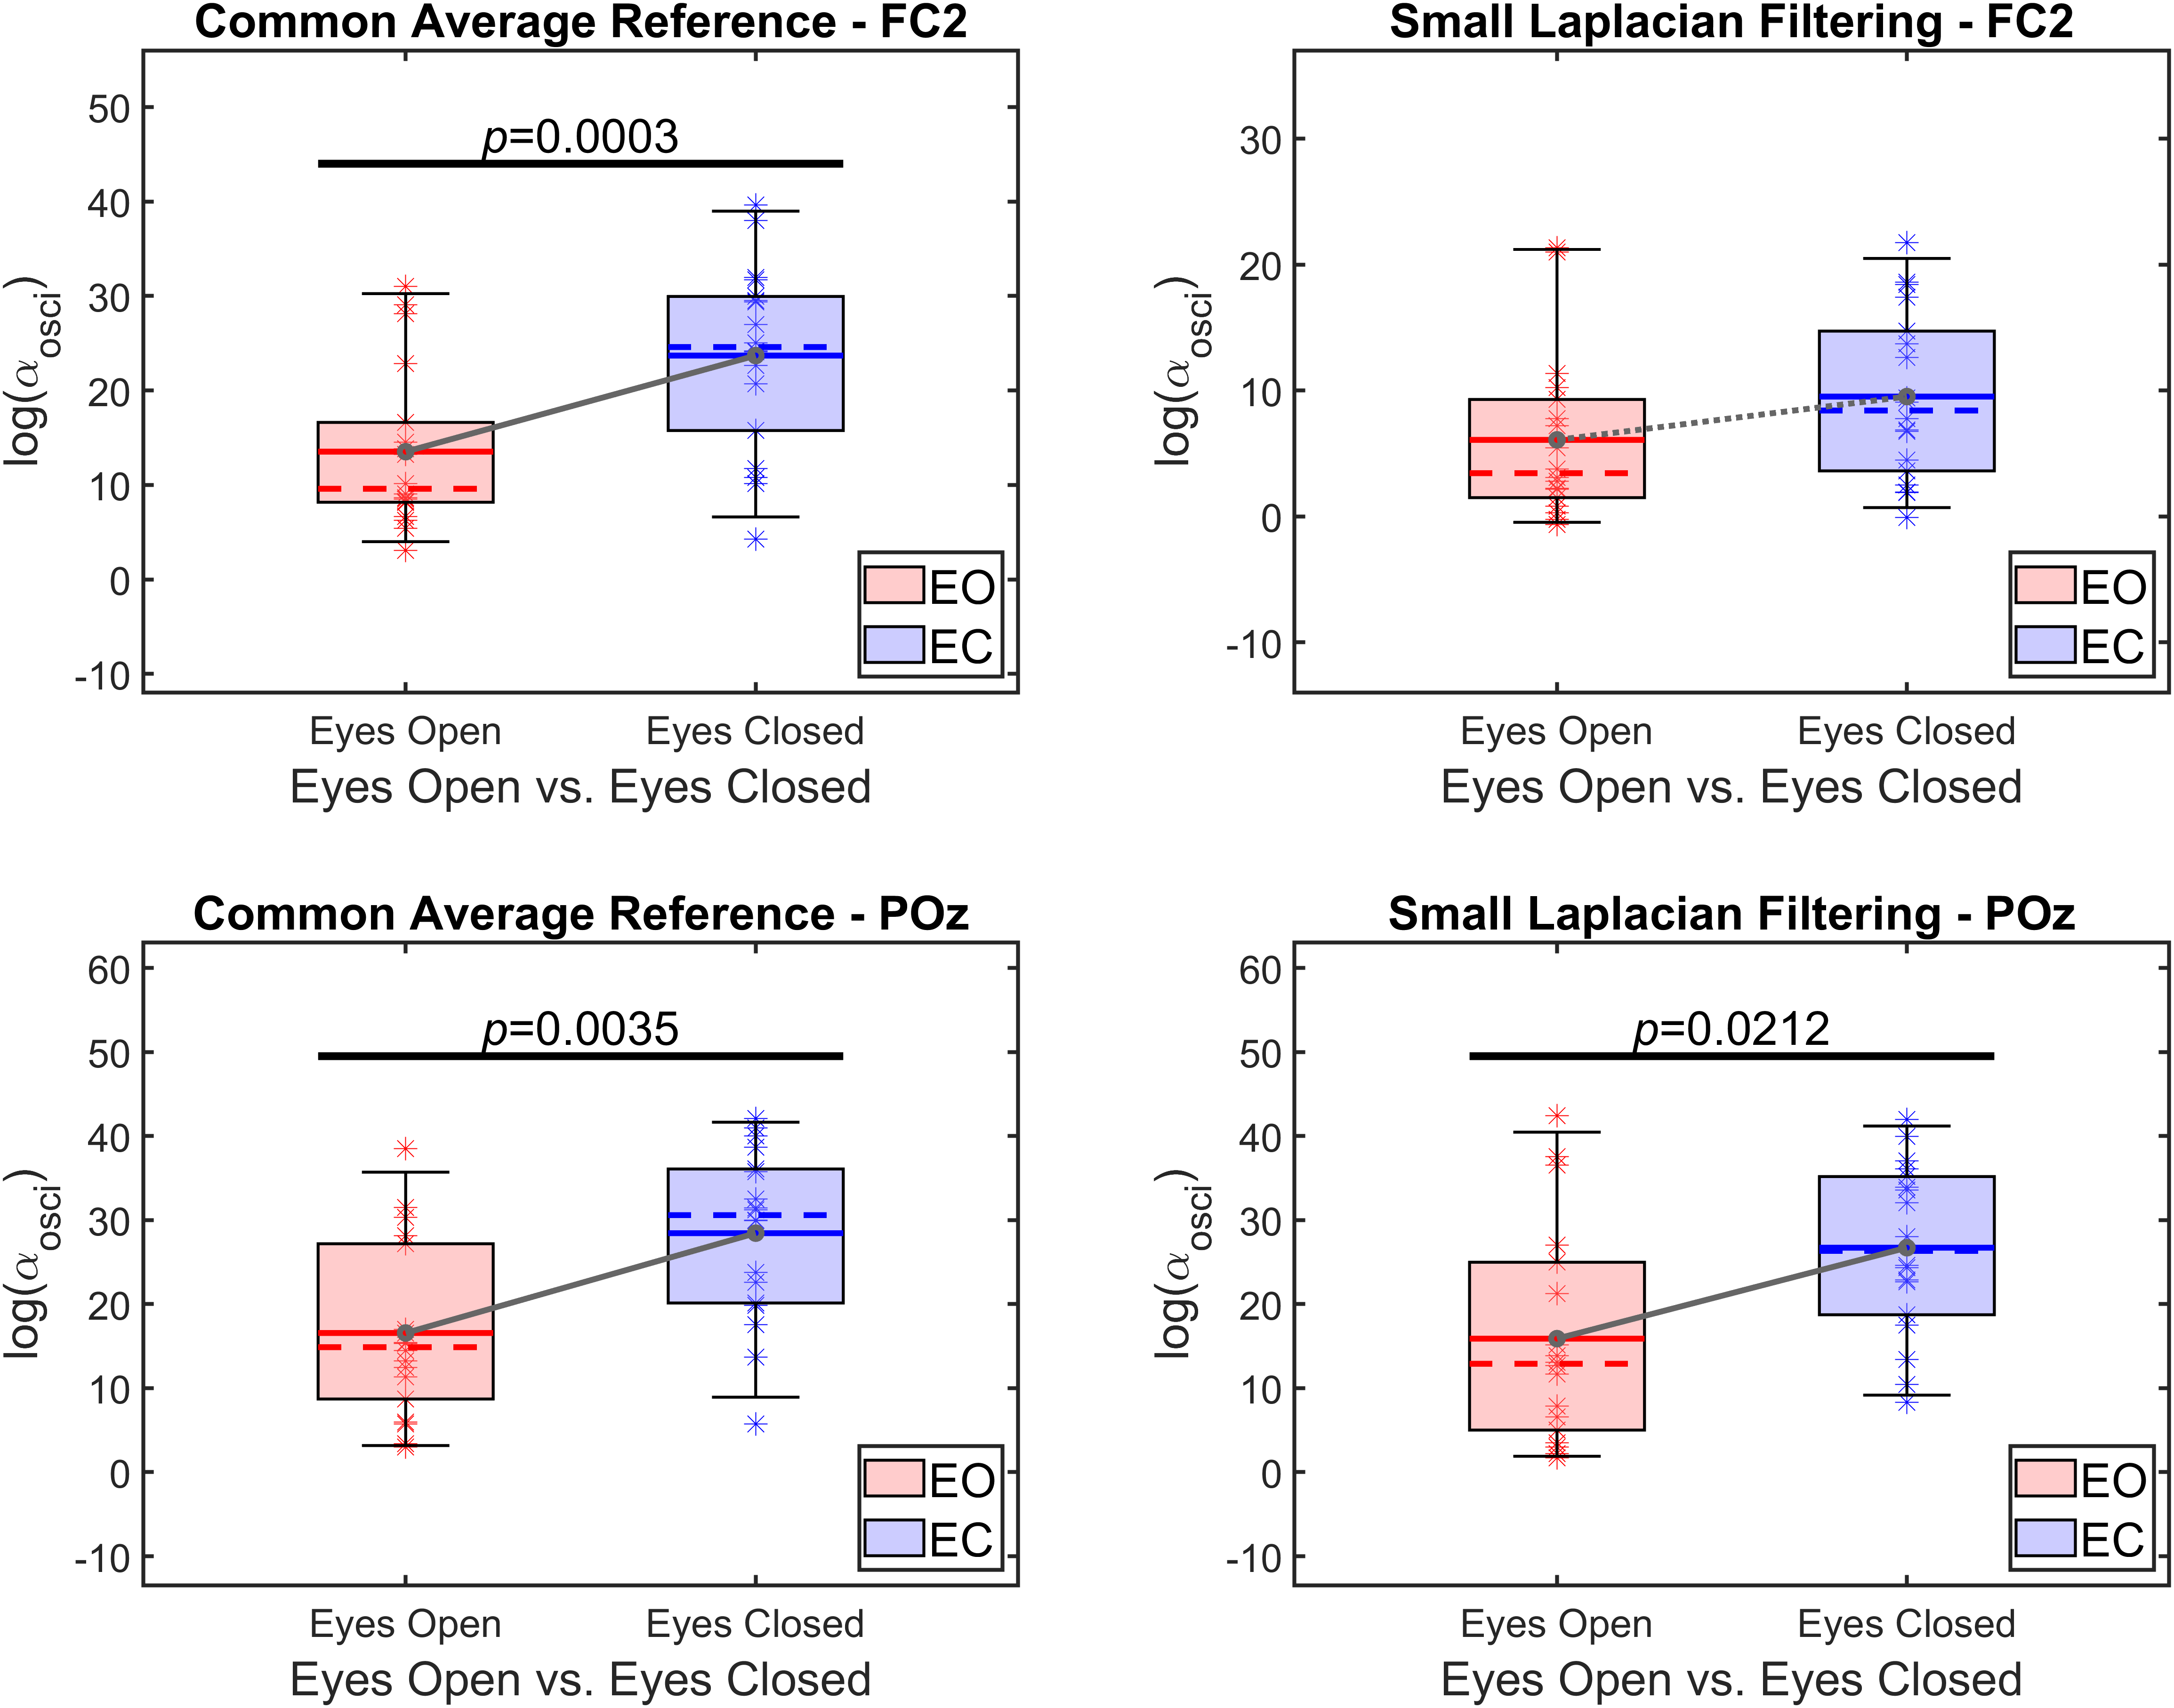 Common Average Reference - FC2
50
40
30
20
10
0
-10
log(αosci)
p=0.0003
EO
EC
Eyes Open Eyes Closed
Eyes Open vs. Eyes Closed
Small Laplacian Filtering - FC2
30
20
10
0
-10
log(αosci)
EO
EC
Eyes Open Eyes Closed
Eyes Open vs. Eyes Closed
Common Average Reference - POz
60
50
40
30
20
10
0
-10
log(αosci)
p=0.0035
EO
EC
Eyes Open Eyes Closed
Eyes Open vs. Eyes Closed
Small Laplacian Filtering - POz
60
50
40
30
20
10
0
-10
log(αosci)
p=0.0212
EO
EC
Eyes Open Eyes Closed
Eyes Open vs. Eyes Closed